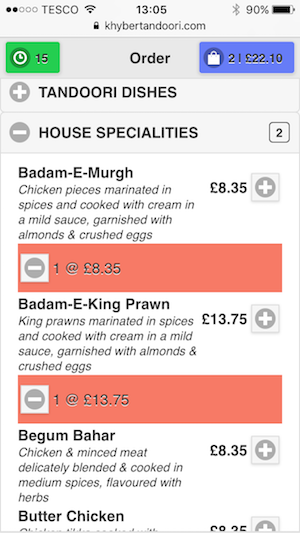 TESCO 13:05 90%
khybertandoori.com
15 Order 2 | £22.10
TANDOORI DISHES
HOUSE SPECIALITIES 2
Badam-E-Murgh
Chicken pieces marinated in £8.35
spices and cooked with cream in
a mild sauce, garnished with
almonds & crushed eggs
1 @ £8.35
Badam-E-King Prawn
King prawns marinated in spices £13.75
and cooked with cream in a mild
sauce, garnished with almonds &
crushed eggs
1 @ £13.75
Begum Bahar
Chicken & minced meat £8.35
delicately blended & cooked in
medium spices, flavoured with
herbs
Butter Chicken
Chicken tikka cooked with £8.35